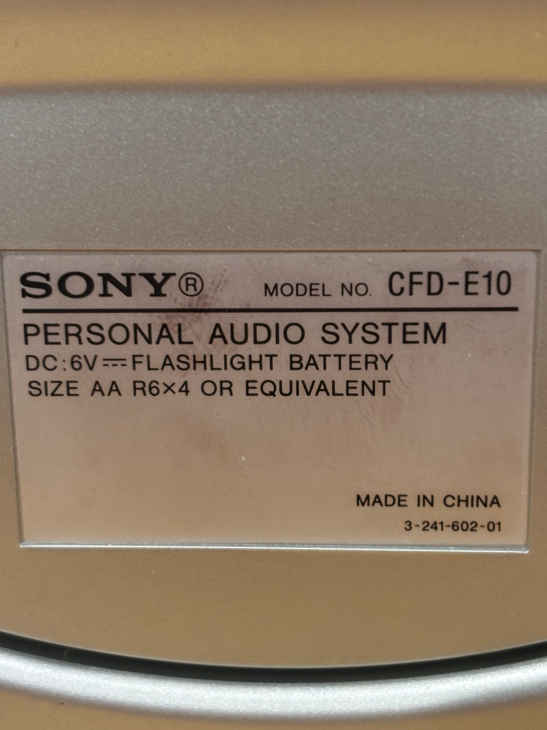 SONY® MODEL NO. CFD-E10
PERSONAL AUDIO SYSTEM
DC:6V⎓FLASHLIGHT BATTERY
SIZE AA R6×4 OR EQUIVALENT
MADE IN CHINA
3-241-602-01